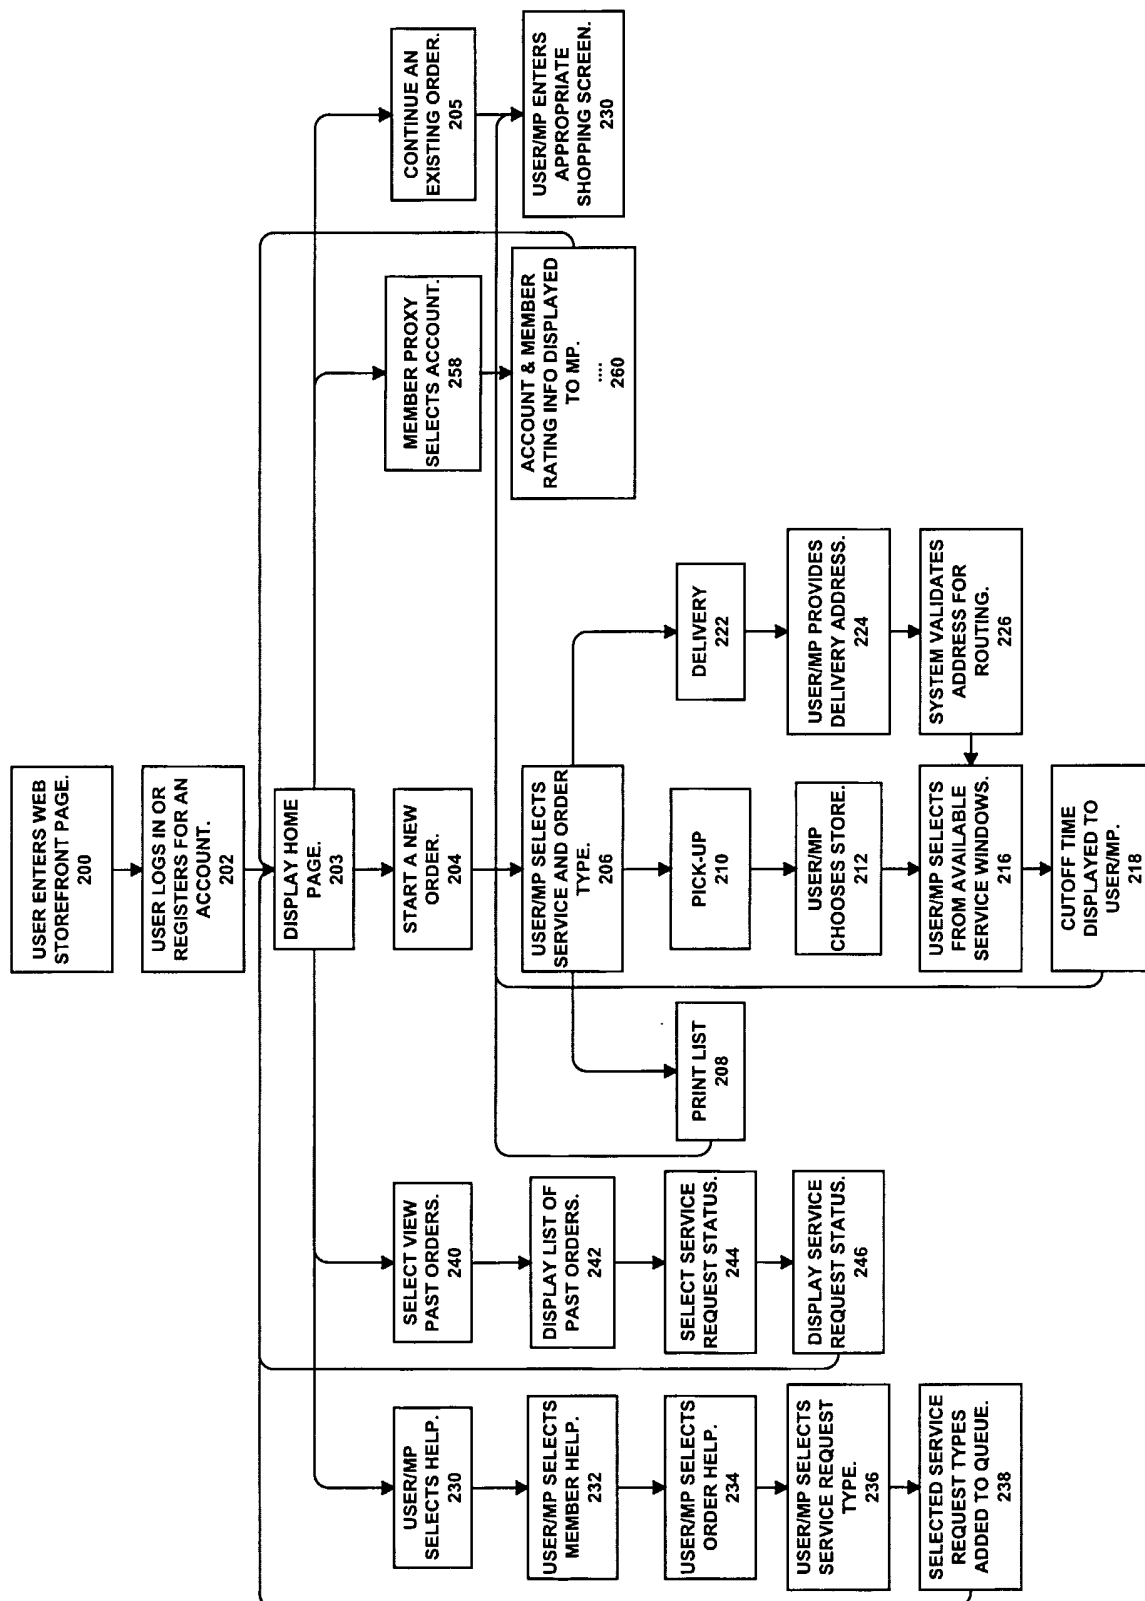 USER ENTERS WEB
STOREFRONT PAGE.
200
USER LOGS IN OR
REGISTERS FOR AN
ACCOUNT.
202
DISPLAY HOME
PAGE.
203
USER/MP
SELECTS HELP.
230
USER/MP SELECTS
MEMBER HELP.
232
USER/MP SELECTS
ORDER HELP.
234
USER/MP SELECTS
SERVICE REQUEST
TYPE.
236
SELECTED SERVICE
REQUEST TYPES
ADDED TO QUEUE.
238
SELECT VIEW
PAST ORDERS.
240
DISPLAY LIST OF
PAST ORDERS.
242
SELECT SERVICE
REQUEST STATUS.
244
DISPLAY SERVICE
REQUEST STATUS.
246
START A NEW
ORDER.
204
USER/MP SELECTS
SERVICE AND ORDER
TYPE.
206
PRINT LIST
208
PICK-UP
210
USER/MP
CHOOSES STORE.
212
USER/MP SELECTS
FROM AVAILABLE
SERVICE WINDOWS.
216
CUTOFF TIME
DISPLAYED TO
USER/MP.
218
DELIVERY
222
USER/MP PROVIDES
DELIVERY ADDRESS.
224
SYSTEM VALIDATES
ADDRESS FOR
ROUTING.
226
MEMBER PROXY
SELECTS ACCOUNT.
258
ACCOUNT & MEMBER
RATING INFO DISPLAYED
TO MP.
....
260
CONTINUE AN
EXISTING ORDER.
205
USER/MP ENTERS
APPROPRIATE
SHOPPING SCREEN.
230